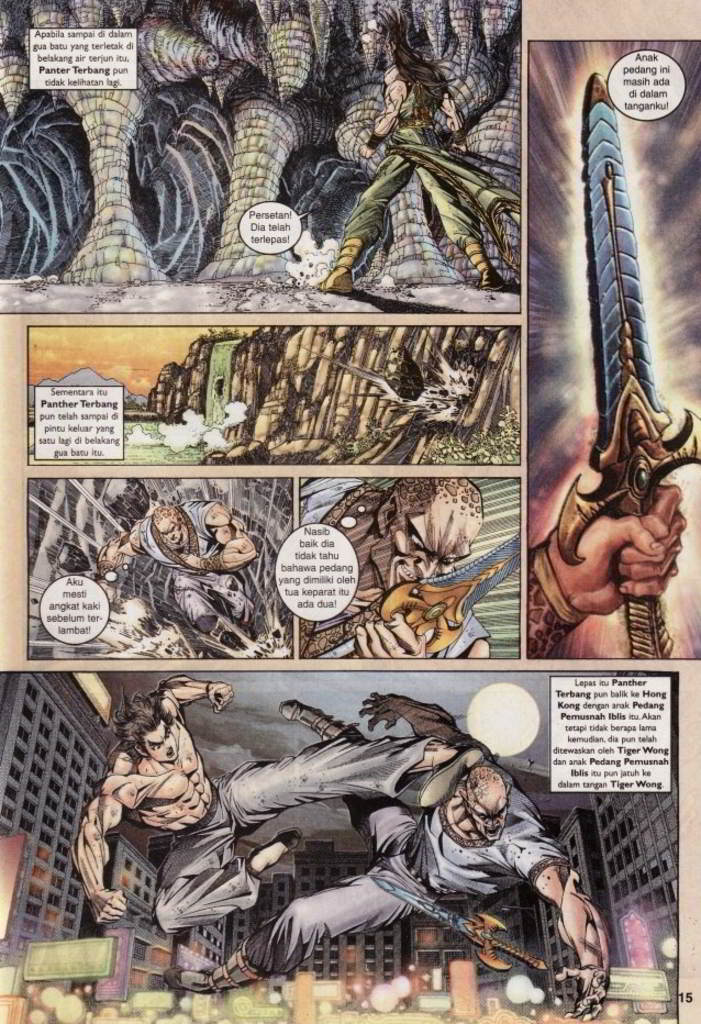 Apabila sampai di dalam
gua batu yang terletak di
belakang air terjun itu,
Panter Terbang pun
tidak kelihatan lagi.
Persetan!
Dia telah
terlepas!
Anak
pedang ini
masih ada
di dalam
tanganku!
Sementara itu
Panther Terbang
pun telah sampai di
pintu keluar yang
satu lagi di belakang
gua batu itu.
Aku
mesti
angkat kaki
sebelum ter-
lambat!
Nasib
baik dia
tidak tahu
bahawa pedang
yang dimiliki oleh
tua keparat itu
ada dua!
Lepas itu Panther
Terbang pun balik ke Hong
Kong dengan anak Pedang
Pemusnah Iblis itu. Akan
tetapi tidak berapa lama
kemudian, dia pun telah
ditewaskan oleh Tiger Wong
dan anak Pedang Pemusnah
Iblis itu pun jatuh ke
dalam tangan Tiger Wong.
15